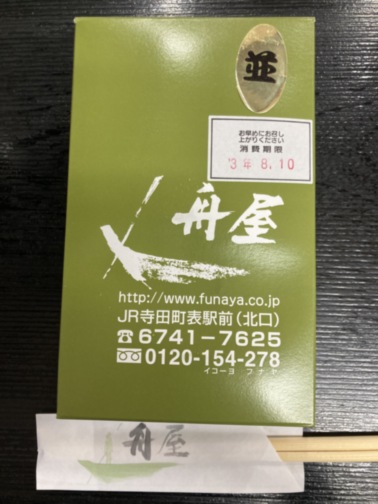 並
お早めにお召し
上がりください
消費期限
'3年 8.10
舟屋
http://www.funaya.co.jp
JR寺田町表駅前(北口)
☎6741-7625
0120-154-278
イコーヨ フナヤ
舟屋